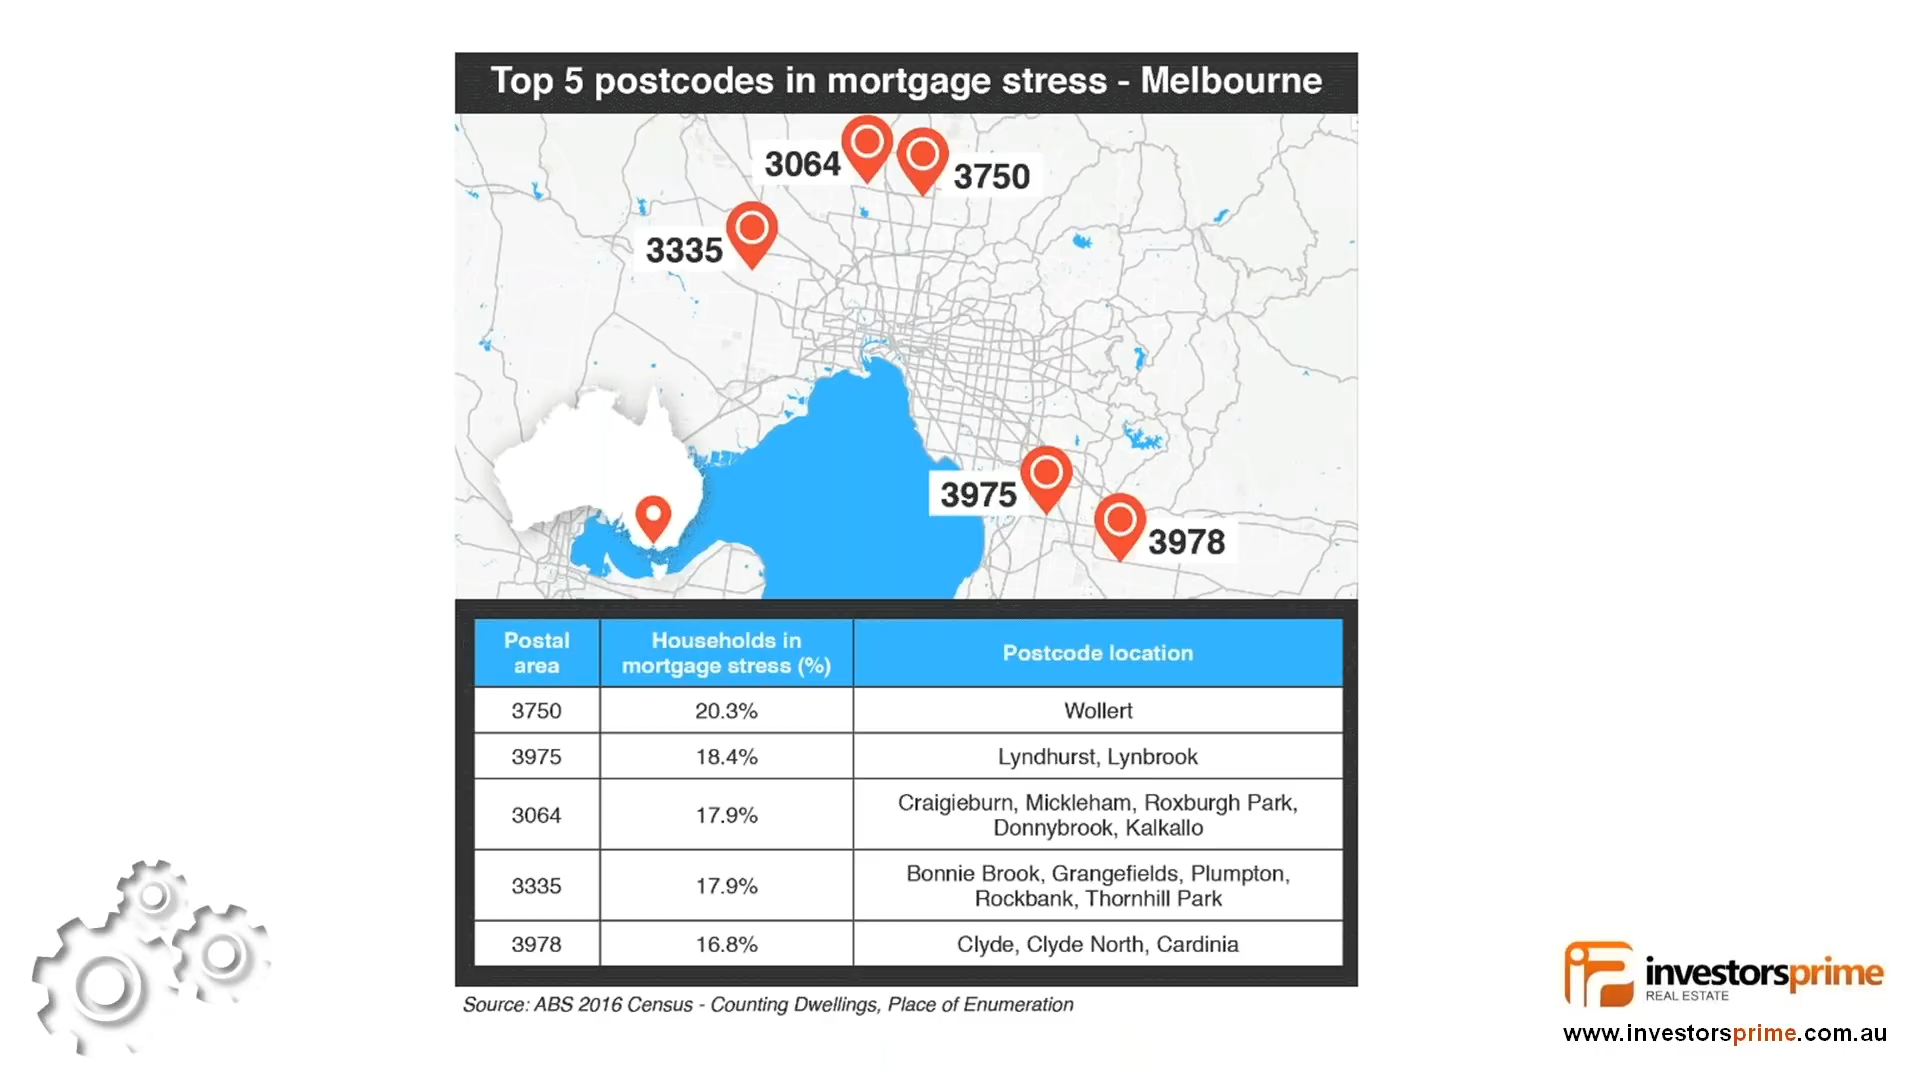 Top 5 postcodes in mortgage stress - Melbourne
3064
3750
3335
3975
3978
Postal area
Households in mortgage stress (%)
Postcode location
3750 20.3% Wollert
3975 18.4% Lyndhurst, Lynbrook
3064 17.9% Craigieburn, Mickleham, Roxburgh Park,
Donnybrook, Kalkallo
3335 17.9% Bonnie Brook, Grangefields, Plumpton,
Rockbank, Thornhill Park
3978 16.8% Clyde, Clyde North, Cardinia
Source: ABS 2016 Census - Counting Dwellings, Place of Enumeration
investorsprime
REAL ESTATE
www.investorsprime.com.au